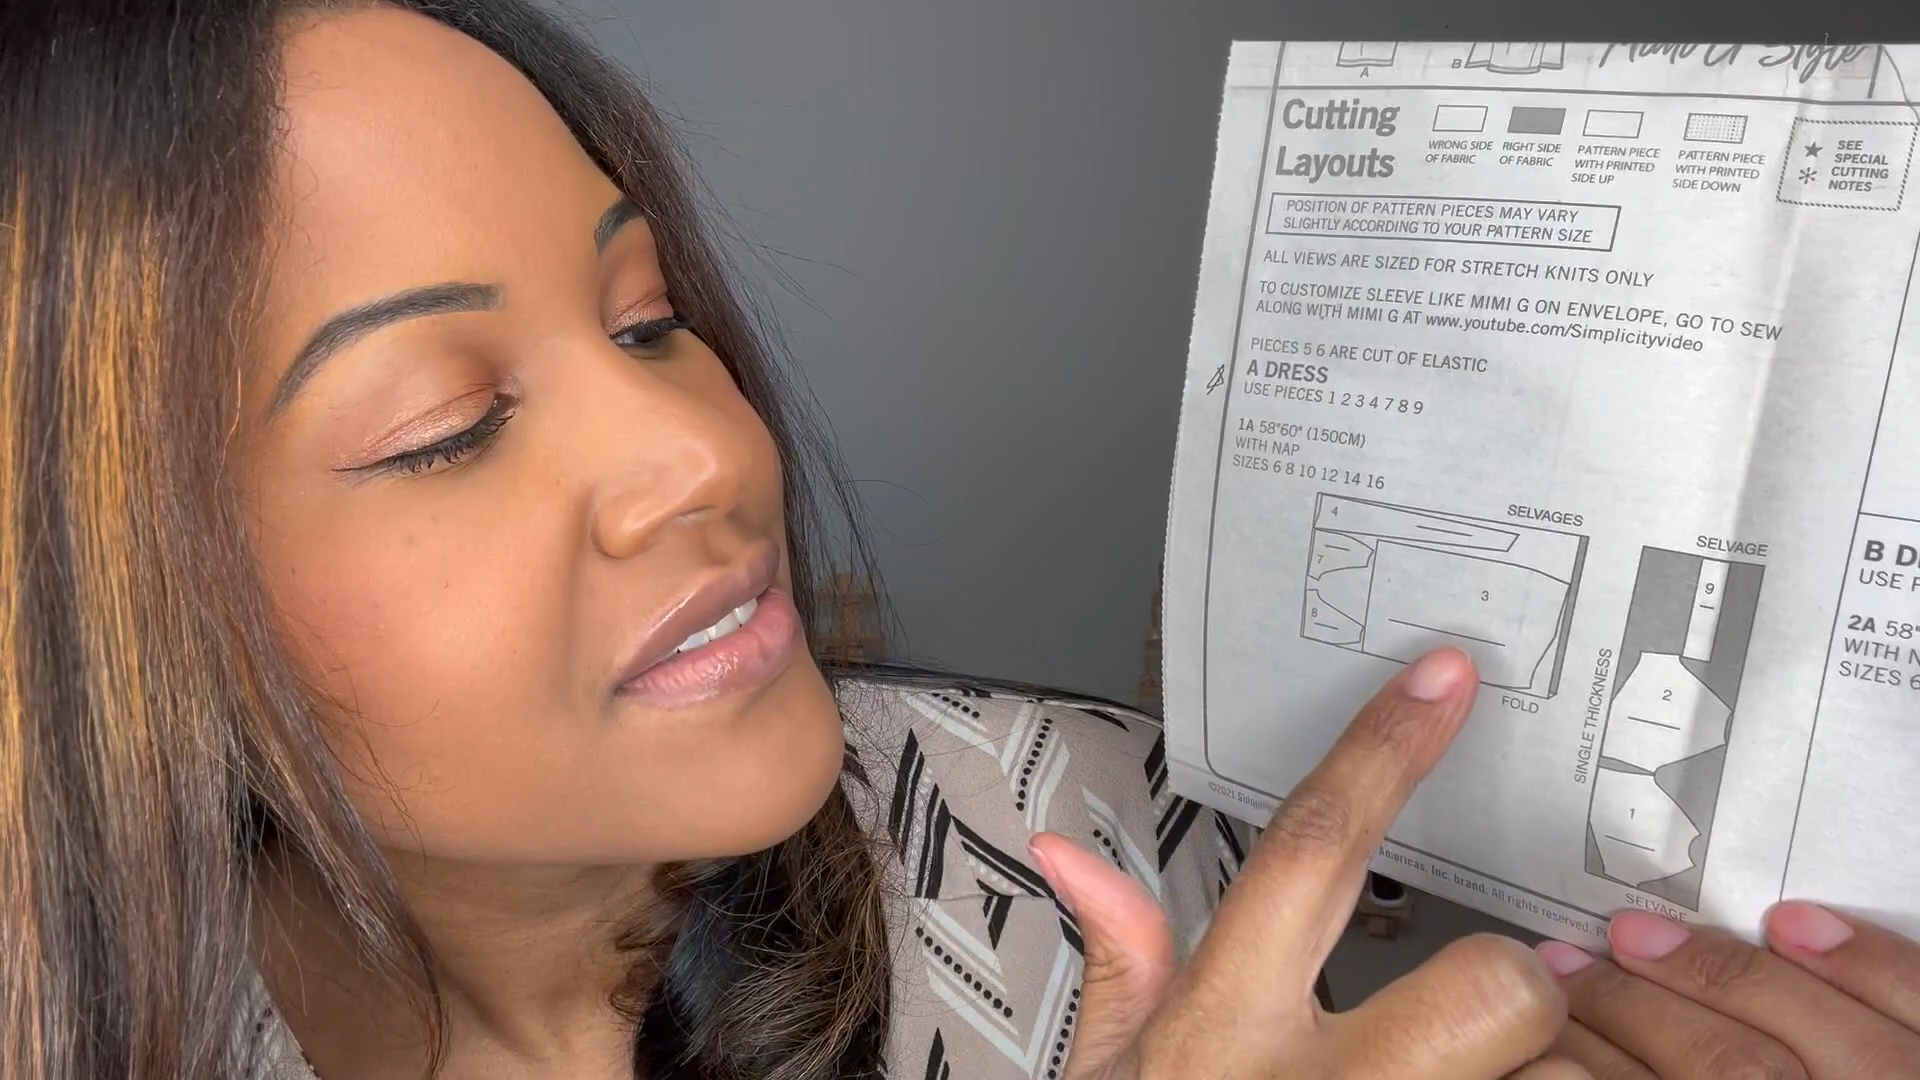 A
B
Mimi G Style
Cutting
Layouts
WRONG SIDE
OF FABRIC
RIGHT SIDE
OF FABRIC
PATTERN PIECE
WITH PRINTED
SIDE UP
PATTERN PIECE
WITH PRINTED
SIDE DOWN
★ SEE
SPECIAL
* CUTTING
NOTES
POSITION OF PATTERN PIECES MAY VARY
SLIGHTLY ACCORDING TO YOUR PATTERN SIZE
ALL VIEWS ARE SIZED FOR STRETCH KNITS ONLY
TO CUSTOMIZE SLEEVE LIKE MIMI G ON ENVELOPE, GO TO SEW
ALONG WITH MIMI G AT www.youtube.com/Simplicityvideo
PIECES 5 6 ARE CUT OF ELASTIC
A DRESS
USE PIECES 1 2 3 4 7 8 9
1A 58"60" (150CM)
WITH NAP
SIZES 6 8 10 12 14 16
SELVAGES
4
7
3
8
FOLD
SELVAGE
9
2
1
SINGLE THICKNESS
SELVAGE
B D
USE P
2A 58"
WITH N
SIZES 6
©2021
Americas, Inc. brand. All rights reserved.